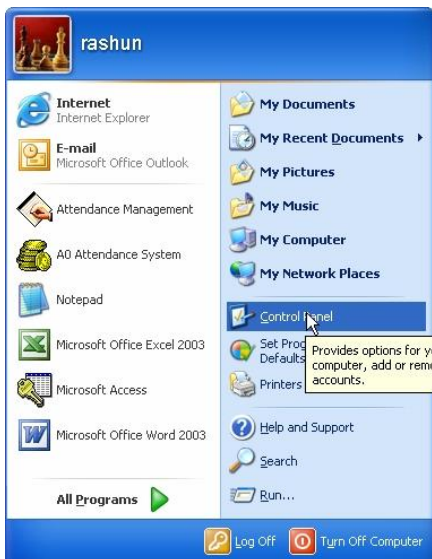 rashun
Internet
Internet Explorer
E-mail
Microsoft Office Outlook
Attendance Management
A0 Attendance System
Notepad
Microsoft Office Excel 2003
Microsoft Access
Microsoft Office Word 2003
All Programs
My Documents
My Recent Documents
My Pictures
My Music
My Computer
My Network Places
Control Panel
Set Prog
Defaults
Printers
Provides options for y
computer, add or rem
accounts.
Help and Support
Search
Run...
Log Off
Turn Off Computer